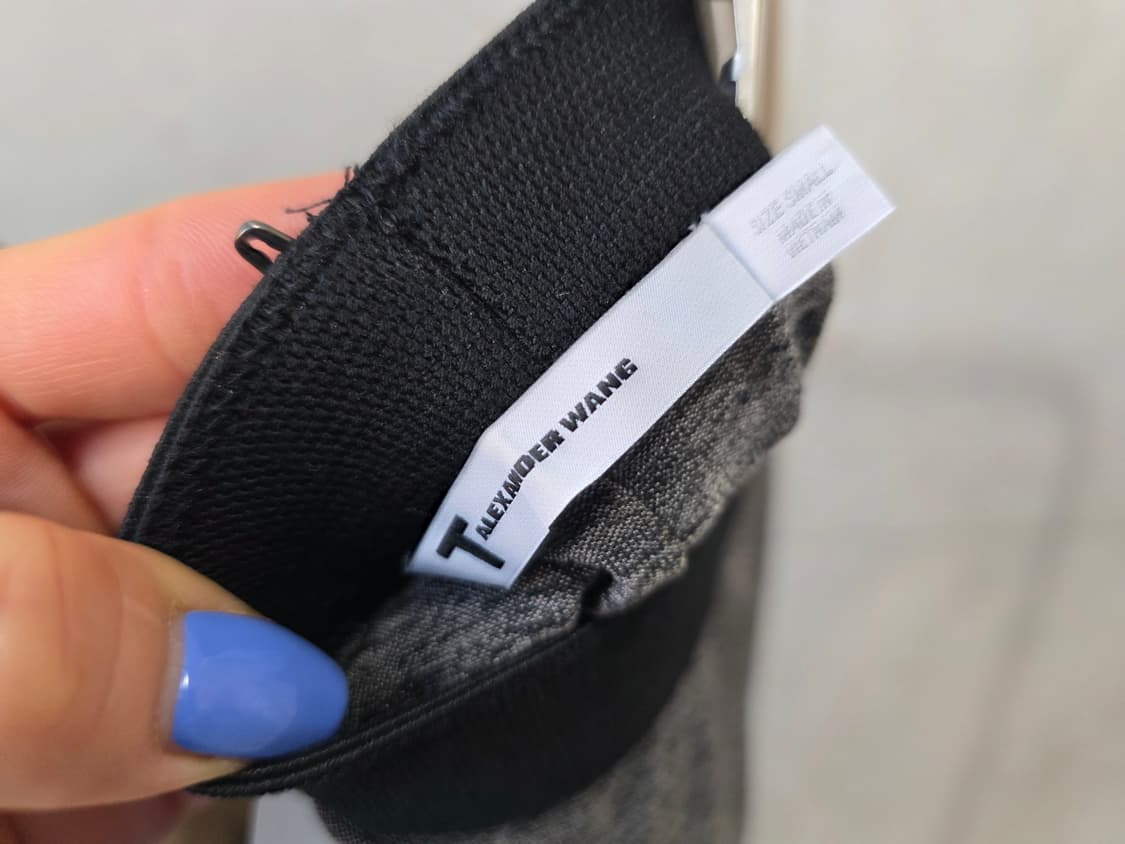 T ALEXANDER WANG
SIZE SMALL
MADE IN
VIETNAM